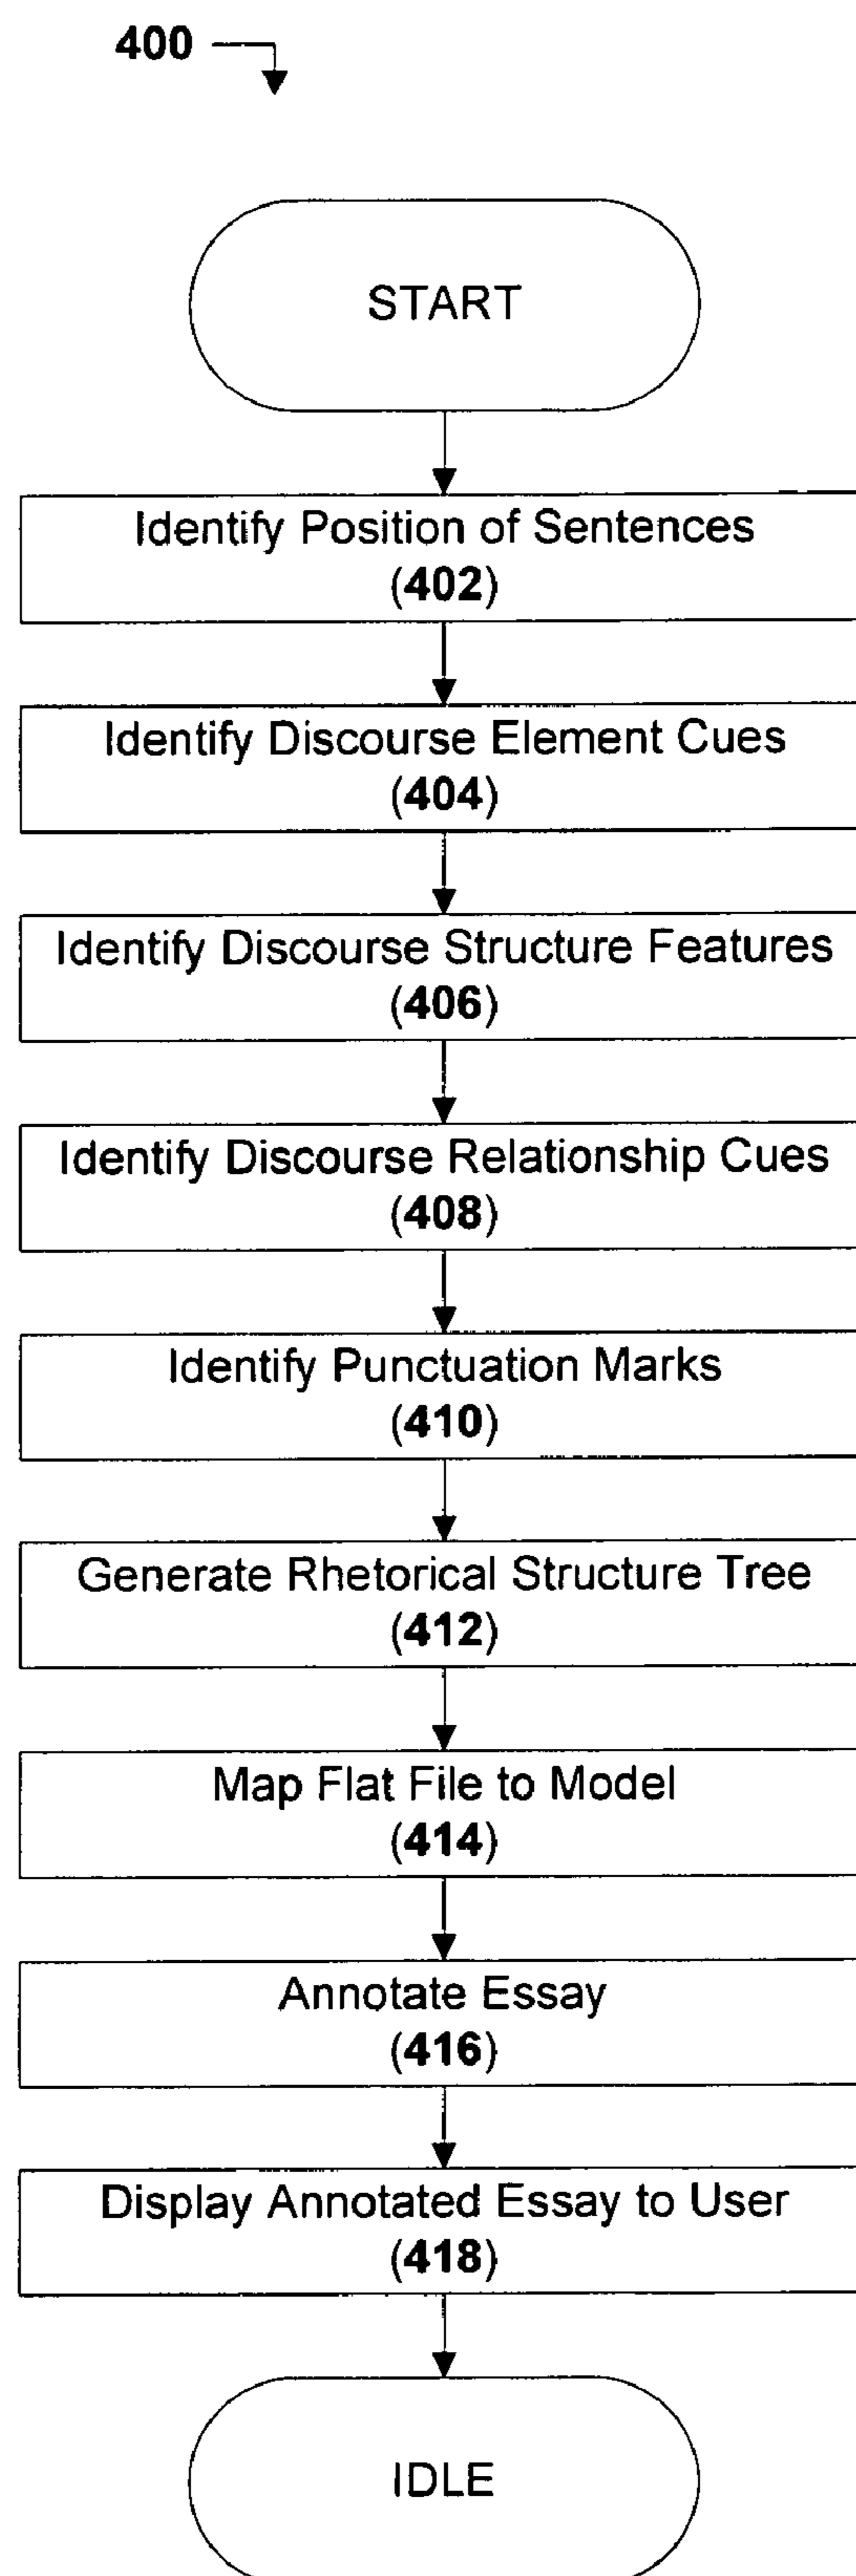 400
START
Identify Position of Sentences
(402)
Identify Discourse Element Cues
(404)
Identify Discourse Structure Features
(406)
Identify Discourse Relationship Cues
(408)
Identify Punctuation Marks
(410)
Generate Rhetorical Structure Tree
(412)
Map Flat File to Model
(414)
Annotate Essay
(416)
Display Annotated Essay to User
(418)
IDLE